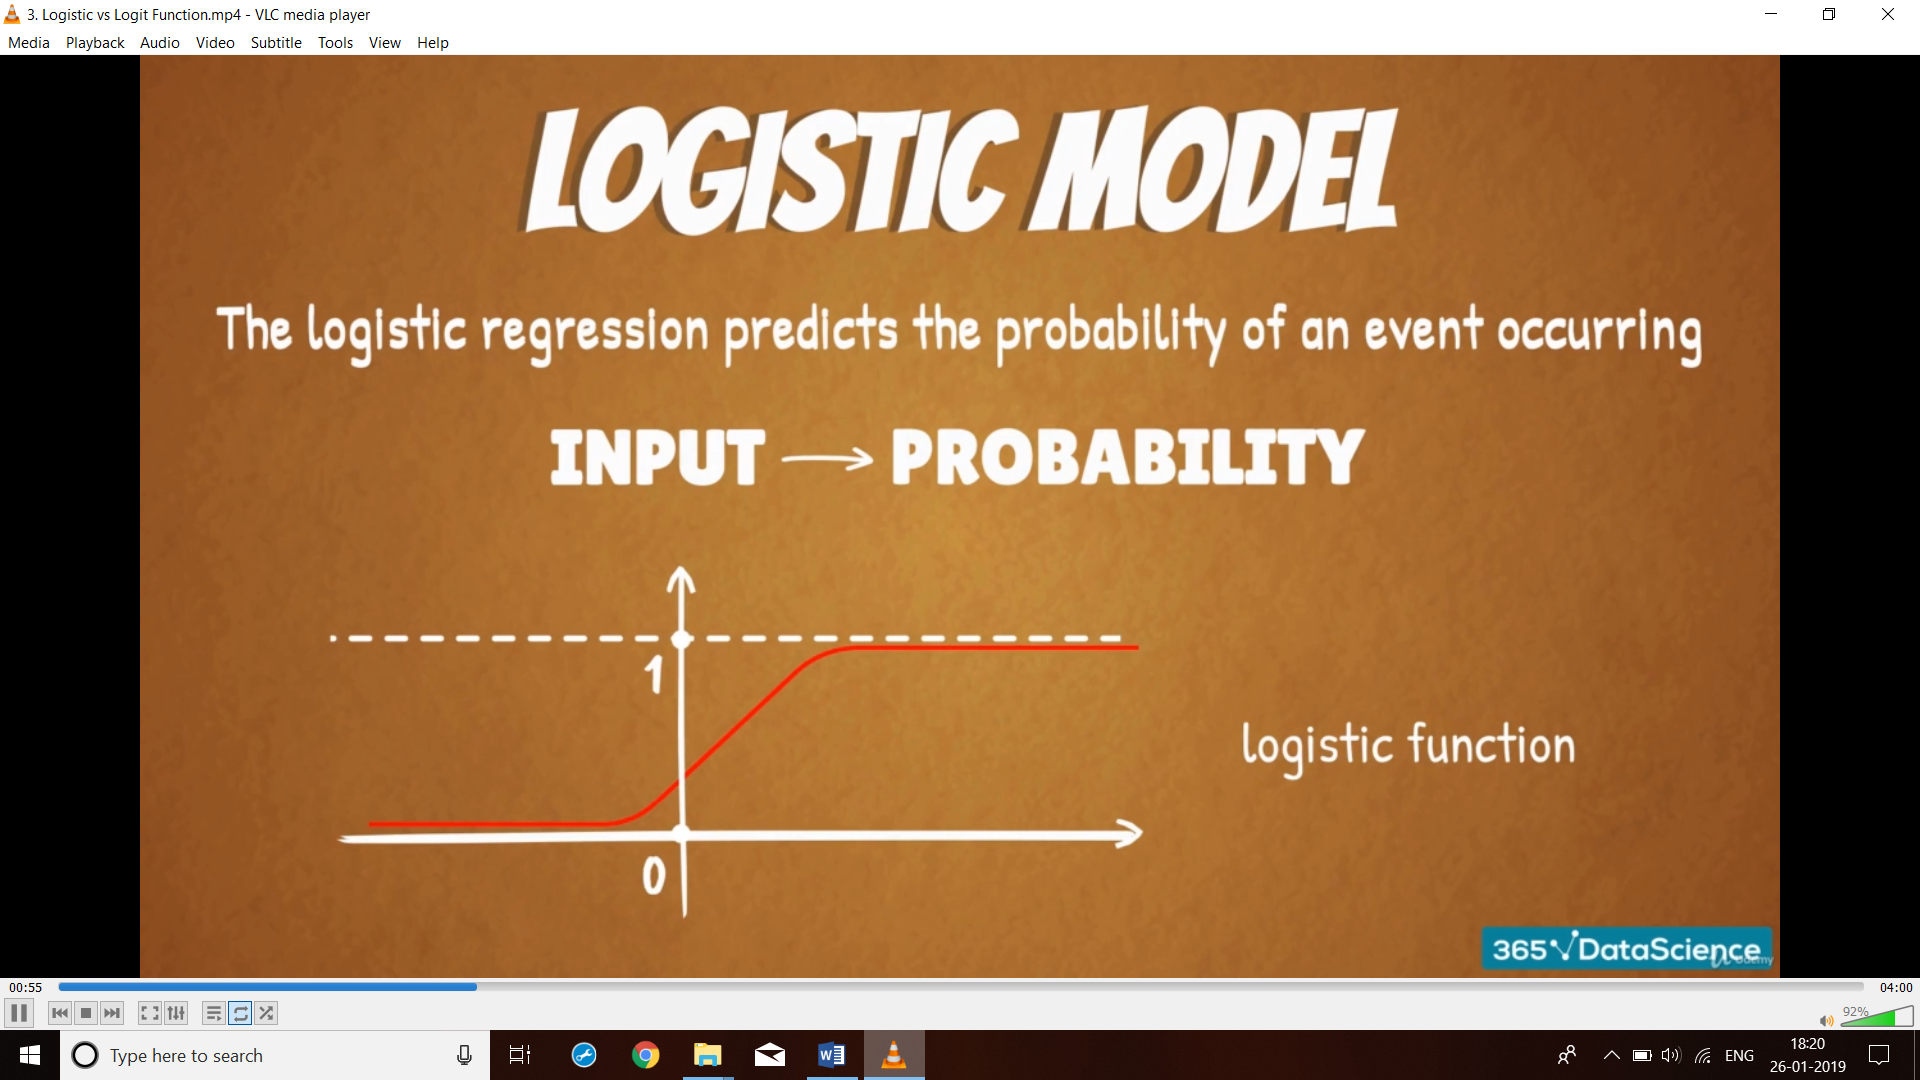 3. Logistic vs Logit Function.mp4 - VLC media player
Media Playback Audio Video Subtitle Tools View Help
LOGISTIC MODEL
The logistic regression predicts the probability of an event occurring
INPUT → PROBABILITY
1
logistic function
0
365 DataScience
Udemy
00:55
04:00
92%
Type here to search
ENG
18:20
26-01-2019